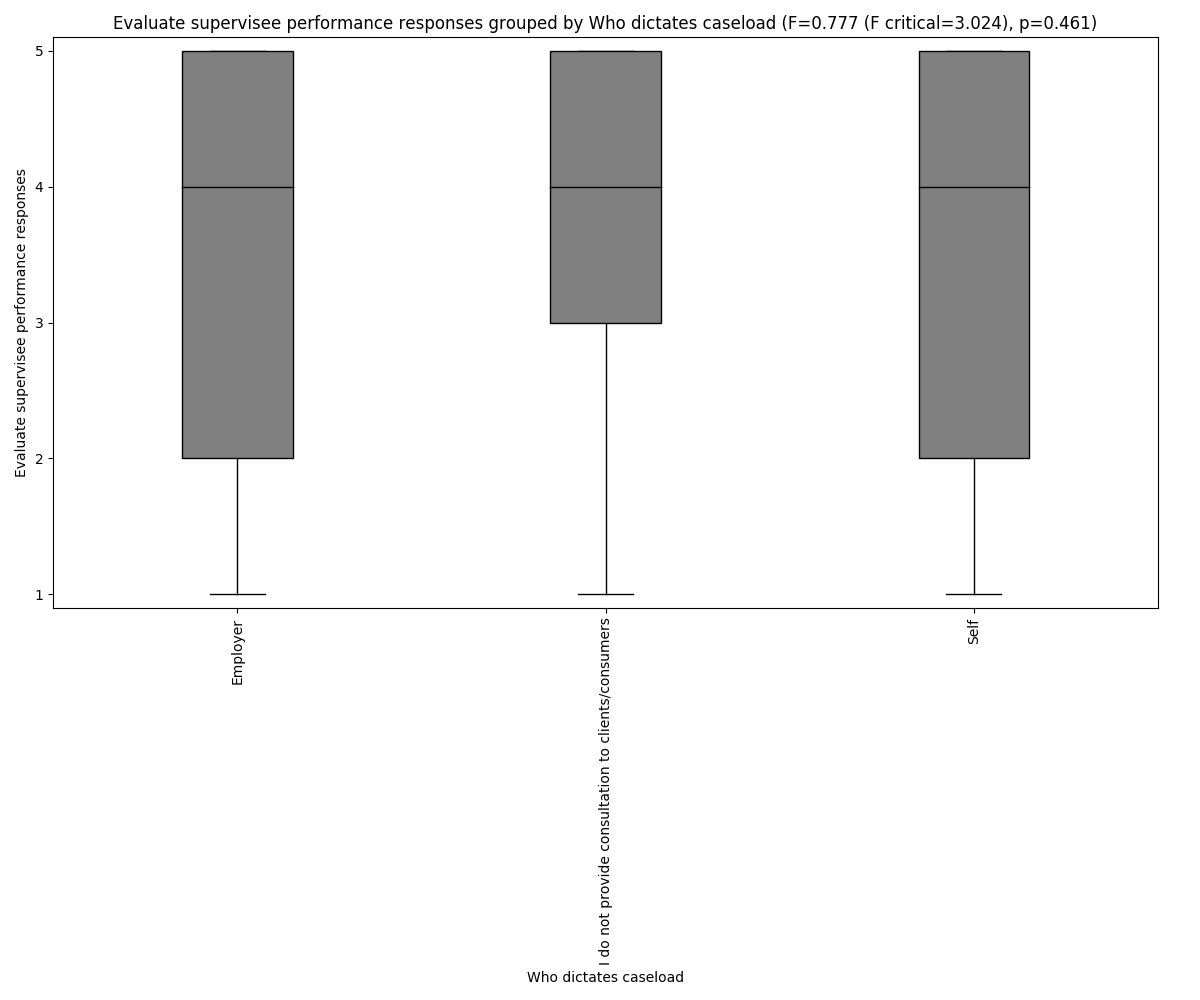 Evaluate supervisee performance responses grouped by Who dictates caseload (F=0.777 (F critical=3.024), p=0.461)
Evaluate supervisee performance responses
5
4
3
2
1
Employer
I do not provide consultation to clients/consumers
Self
Who dictates caseload